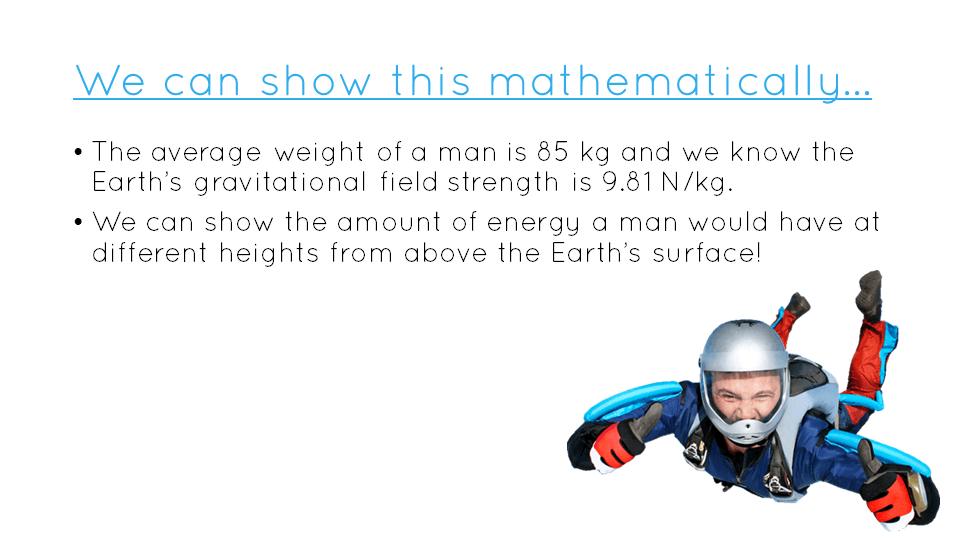 We can show this mathematically...
• The average weight of a man is 85 kg and we know the
Earth's gravitational field strength is 9.81 N/kg.
• We can show the amount of energy a man would have at
different heights from above the Earth's surface!